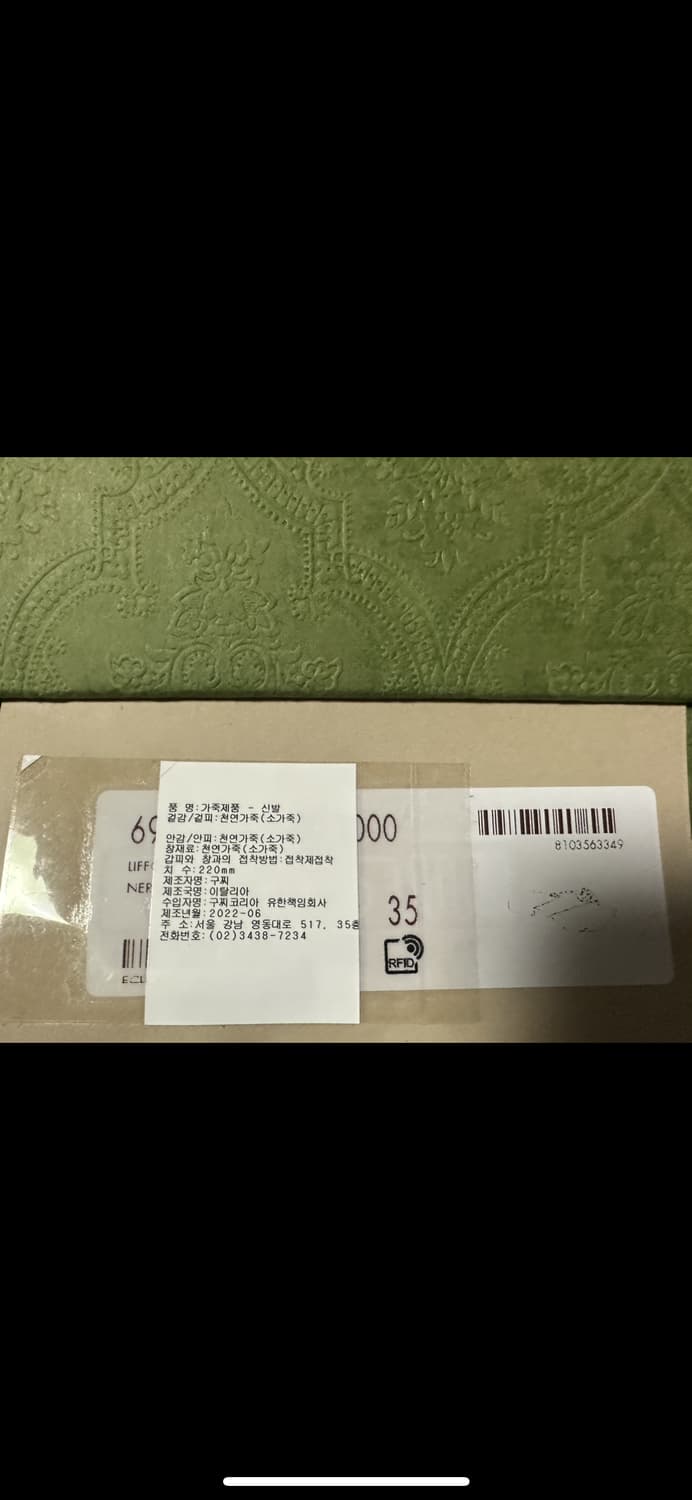 품 명:가죽제품 - 신발
겉감/겉피:천연가죽(소가죽)
안감/안피:천연가죽(소가죽)
창재료:천연가죽(소가죽)
갑피와 창과의 접착방법:접착제접착
치 수:220mm
제조자명:구찌
제조국명:이탈리아
수입자명:구찌코리아 유한책임회사
제조년월:2022-06
주 소:서울 강남 영동대로 517, 35층
전화번호:(02)3438-7234
69
000
LIFFO
NER
35
RFID
ECL
8103563349